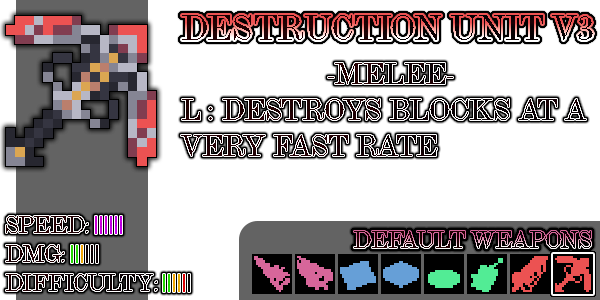 DESTRUCTION UNIT V3
-MELEE-
L : DESTROYS BLOCKS AT A
VERY FAST RATE
SPEED:
DMG:
DIFFICULTY:
DEFAULT WEAPONS